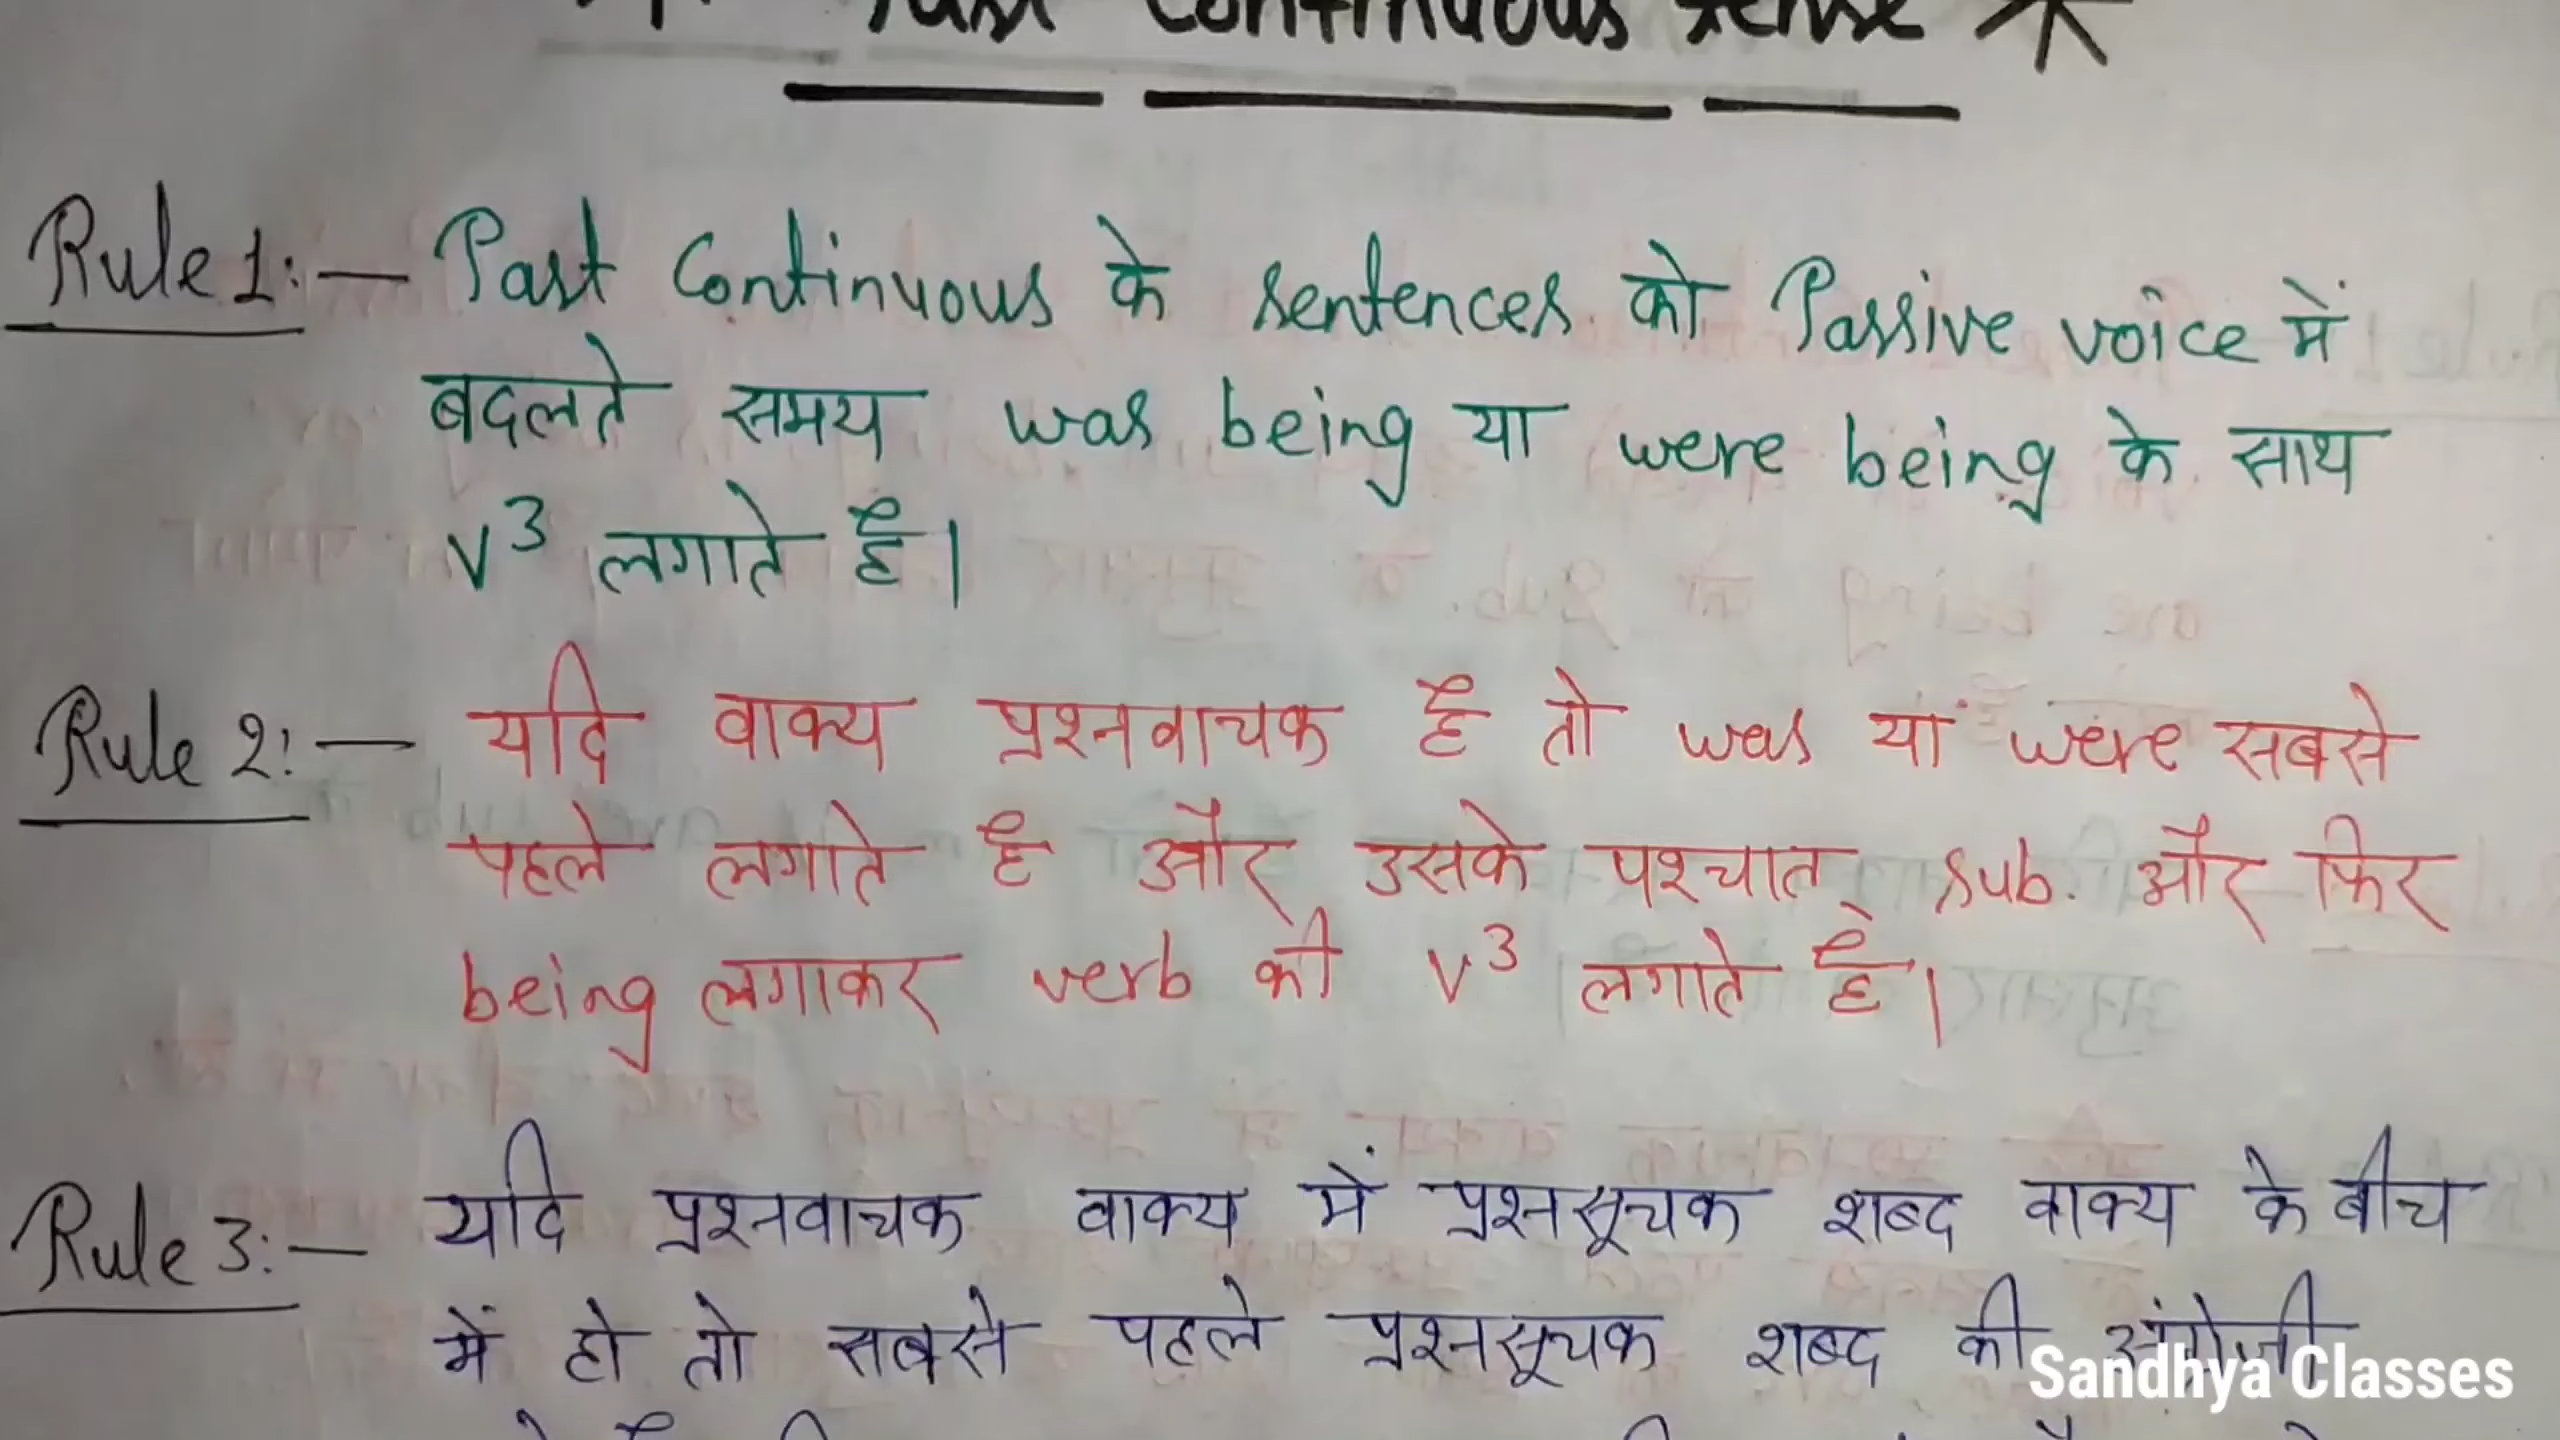 Past Continuous tense
Rule 1:- Past Continuous के sentences को Passive voice में
बदलते समय was being या were being के साथ
V³ लगाते है।
Rule 2:- यदि वाक्य प्रश्नवाचक है तो was या were सबसे
पहले लगाते है और उसके पश्चात् sub. और फिर
being लगाकर verb की V³ लगाते है।
Rule 3:- यदि प्रश्नवाचक वाक्य में प्रश्नसूचक शब्द वाक्य के बीच
में हो तो सबसे पहले प्रश्नसूचक शब्द की अंग्रेजी
Sandhya Classes